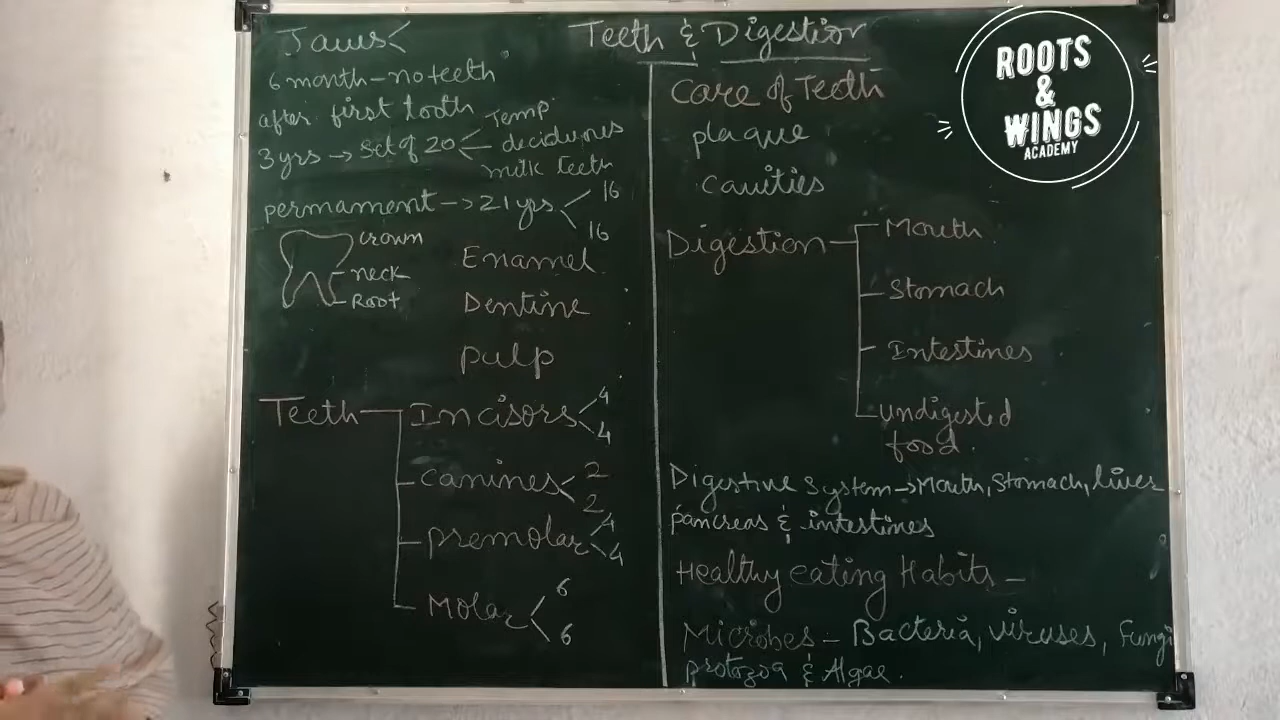 Teeth & Digestion
Jaws
6 month - no teeth
after first tooth
3 yrs → Set of 20
Temp
deciduous
milk teeth
permament → 21 yrs
16
16
crown
neck
Root
Enamel
Dentine
pulp
Teeth
Incisors
4
4
canines
2
2
premolar
4
4
Molar
6
6
Care of Teeth
plaque
Cavities
Digestion
Mouth
Stomach
Intestines
undigested
food.
Digestive System → Mouth, Stomach, liver
pancreas & intestines
Healthy eating Habits -
Microbes - Bacteria, viruses, Fungi
protozoa & Algae.
ROOTS
&
WINGS
ACADEMY